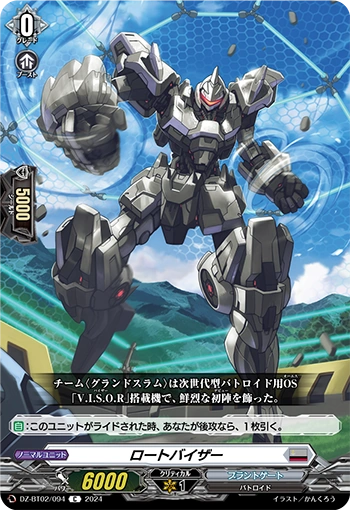 0
グレード
ブースト
5000
シールド
チーム〈グランドスラム〉は次世代型バトロイド用OS
「V.I.S.O.R」搭載機で、鮮烈な初陣を飾った。
:このユニットがライドされた時、あなたが後攻なら、1枚引く。
ノーマルユニット
ロートバイザー
パワー
6000
クリティカル
1
ブラントゲート
バトロイド
DZ-BT02/094 C 2024
イラスト/かんくろう